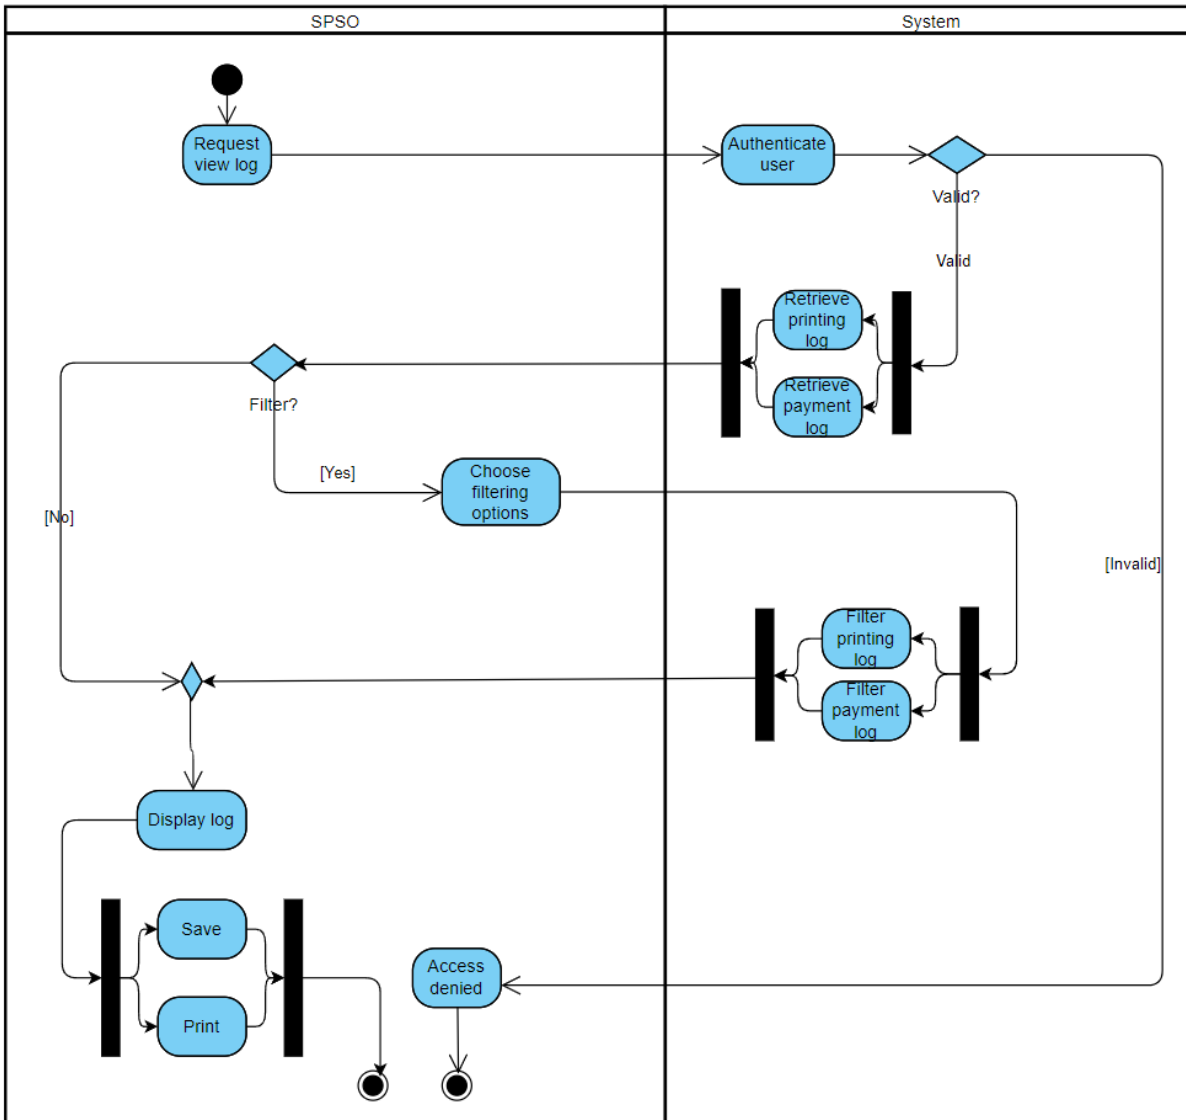 SPSO
System
Request
view log
Authenticate
user
Valid?
Valid
Retrieve
printing
log
Retrieve
payment
log
Filter?
[Yes]
Choose
filtering
options
[No]
[Invalid]
Filter
printing
log
Filter
payment
log
Display log
Save
Access
denied
Print